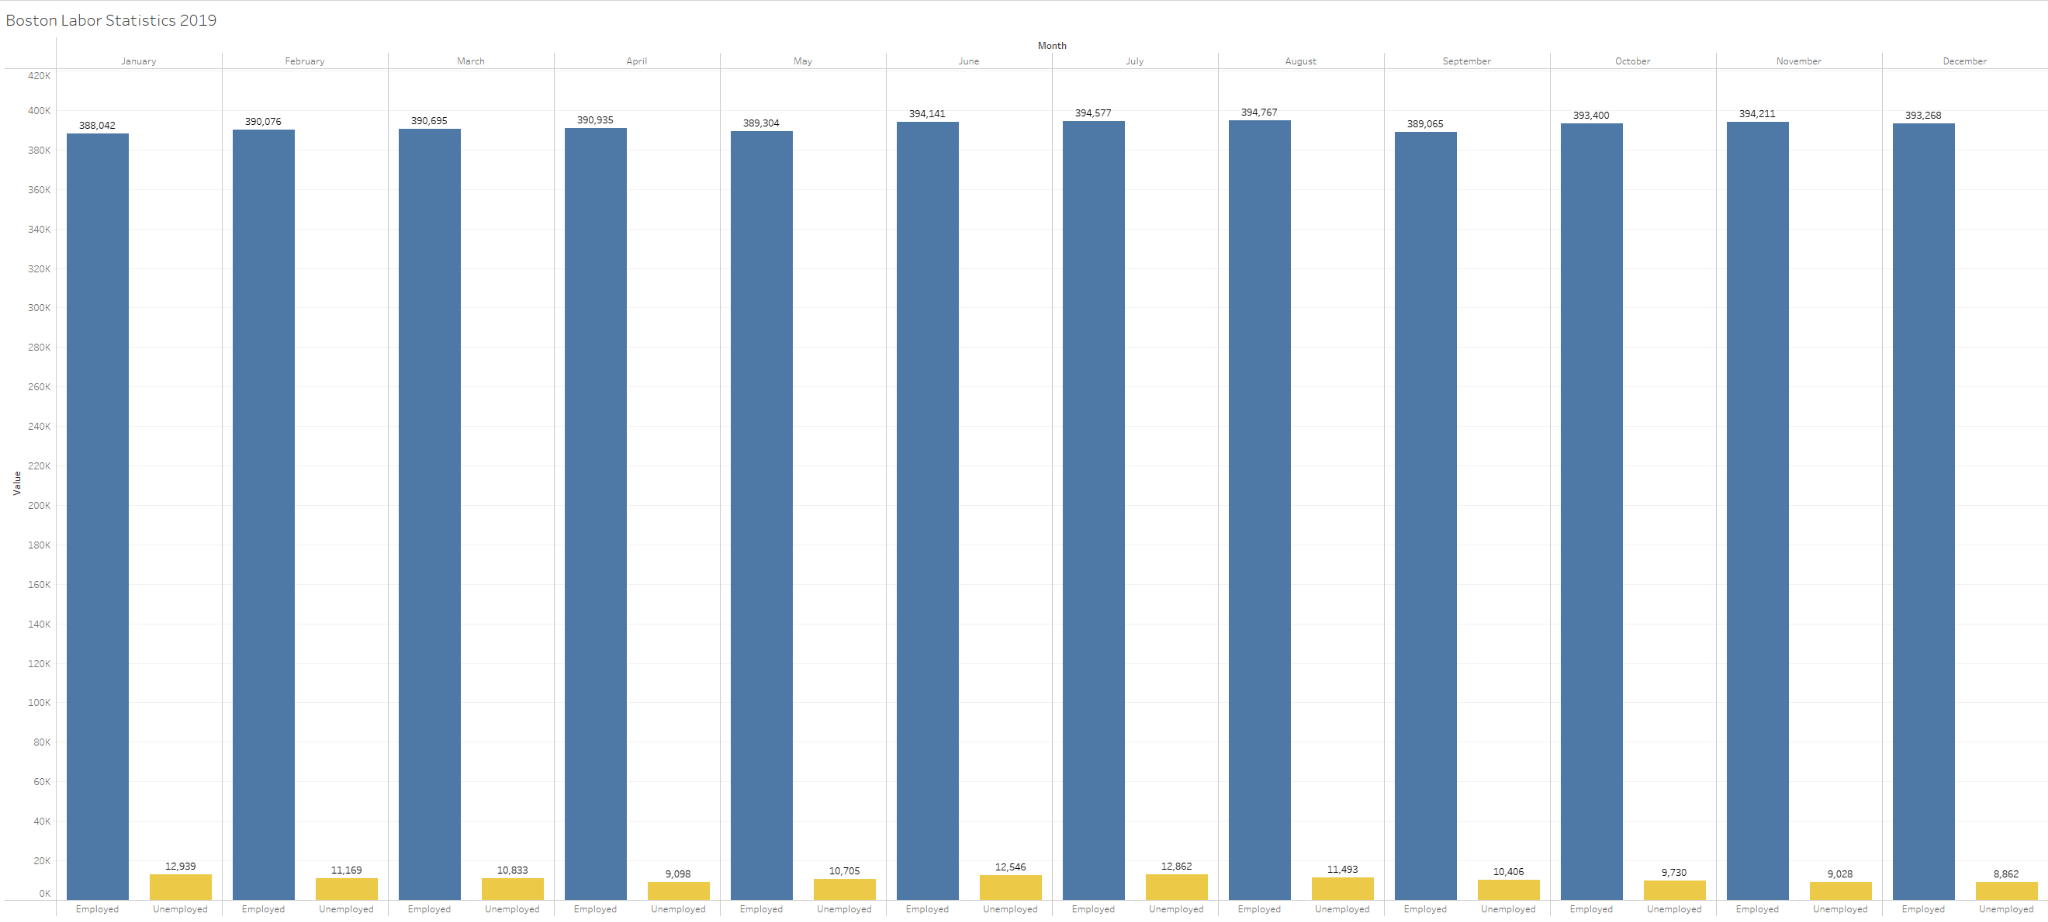 Boston Labor Statistics 2019
Month
January February March April May June July August September October November December
420K
400K
380K
360K
340K
320K
300K
280K
260K
240K
220K
200K
180K
160K
140K
120K
100K
80K
60K
40K
20K
0K
Value
388,042 12,939 390,076 11,169 390,695 10,833 390,935 9,098 389,304 10,705 394,141 12,546 394,577 12,862 394,767 11,493 389,065 10,406 393,400 9,730 394,211 9,028 393,268 8,862
Employed Unemployed Employed Unemployed Employed Unemployed Employed Unemployed Employed Unemployed Employed Unemployed Employed Unemployed Employed Unemployed Employed Unemployed Employed Unemployed Employed Unemployed Employed Unemployed